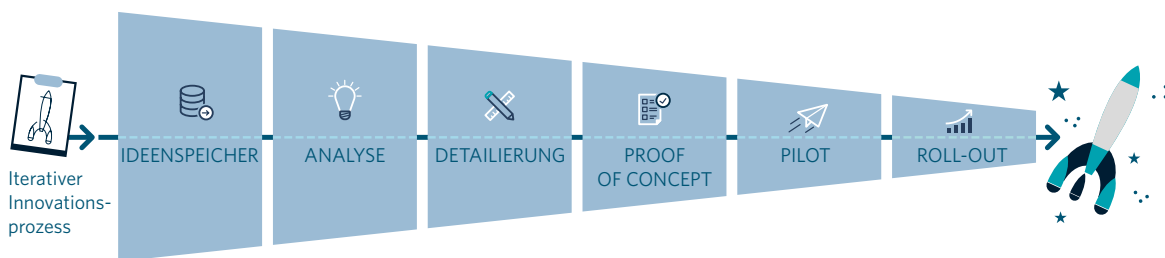 IDEENSPEICHER
ANALYSE
DETAILIERUNG
PROOF
OF CONCEPT
PILOT
ROLL-OUT
Iterativer
Innovations-
prozess